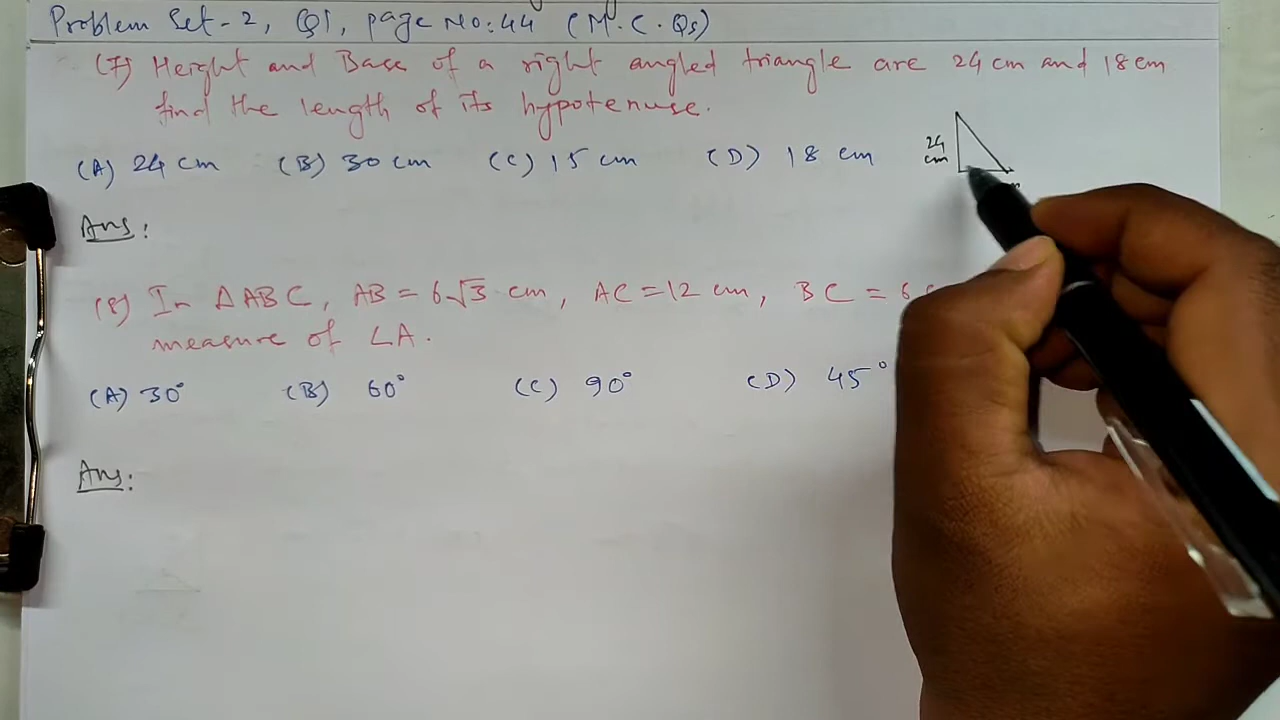 Problem Set-2, Q1, page No:44 (M.C.Qs)
(7) Height and Base of a right angled triangle are 24 cm and 18 cm
find the length of its hypotenuse.
(A) 24 cm (B) 30 cm (C) 15 cm (D) 18 cm
24
cm
Ans:
(8) In △ABC, AB = 6√3 cm, AC = 12 cm, BC = 6
measure of ∠A.
(A) 30° (B) 60° (C) 90° (D) 45°
Ans: